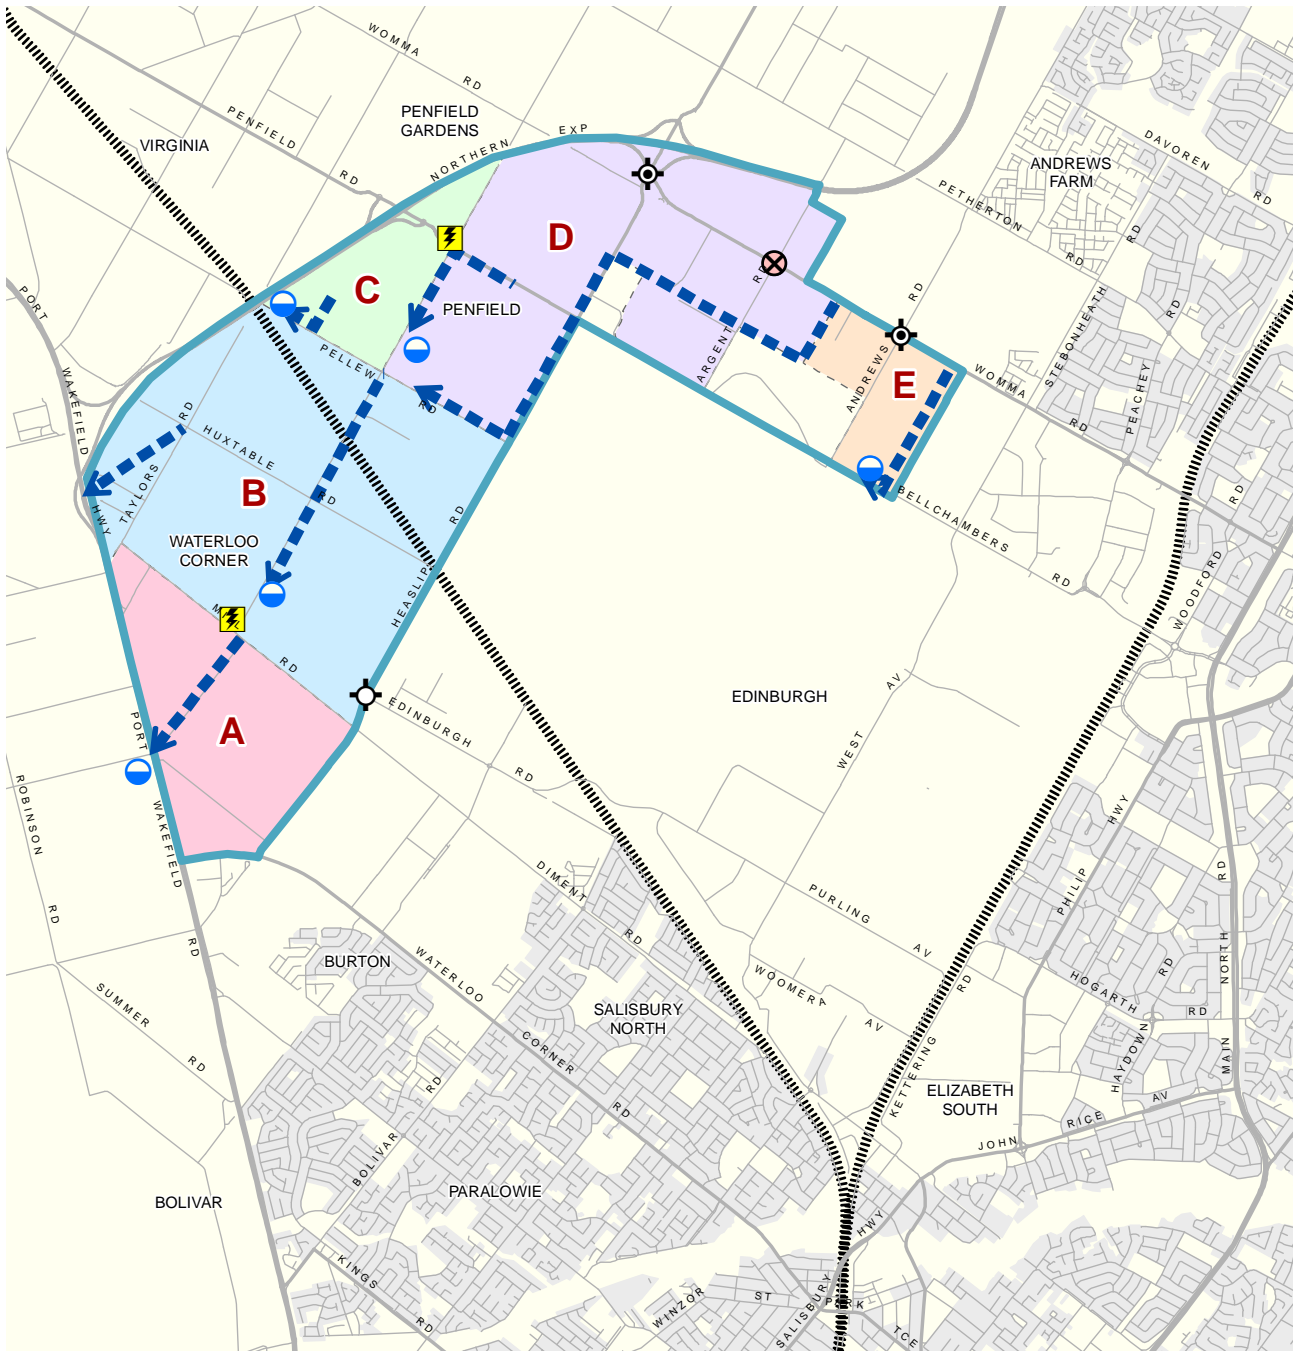 WOMMA
RD
PENFIELD
GARDENS
PENFIELD
RD
VIRGINIA
NORTHERN
EXP
DAVOREN
RD
ANDREWS
FARM
PETHERTON
RD
RD
D
RD
RD
RD
C
PENFIELD
STEBONHEATH
PORT
WAKEFIELD
HWY
PELLEW
RD
ARGENT
ANDREWS
E
WOMMA
RD
PEACHEY
RD
TAYLORS
HUXTABLE
RD
B
RD
BELLCHAMBERS
RD
WATERLOO
CORNER
HEASLIP
WOODFORD
RD
RD
A
EDINBURGH
RD
EDINBURGH
AV
WEST
PORT
WAKEFIELD
RD
ROBINSON
RD
HWY
PHILIP
RD
NORTH
MAIN
DIMENT
RD
PURLING
AV
BURTON
WATERLOO
CORNER
RD
WOOMERA
AV
RD
KETTERING
HOGARTH
RD
RD
HAYDOWN
SUMMER
RD
SALISBURY
NORTH
ELIZABETH
SOUTH
AV
RICE
JOHN
RD
BOLIVAR
PARALOWIE
BOLIVAR
HWY
KINGS
RD
WINZOR
ST
SALISBURY
PARK
TCE